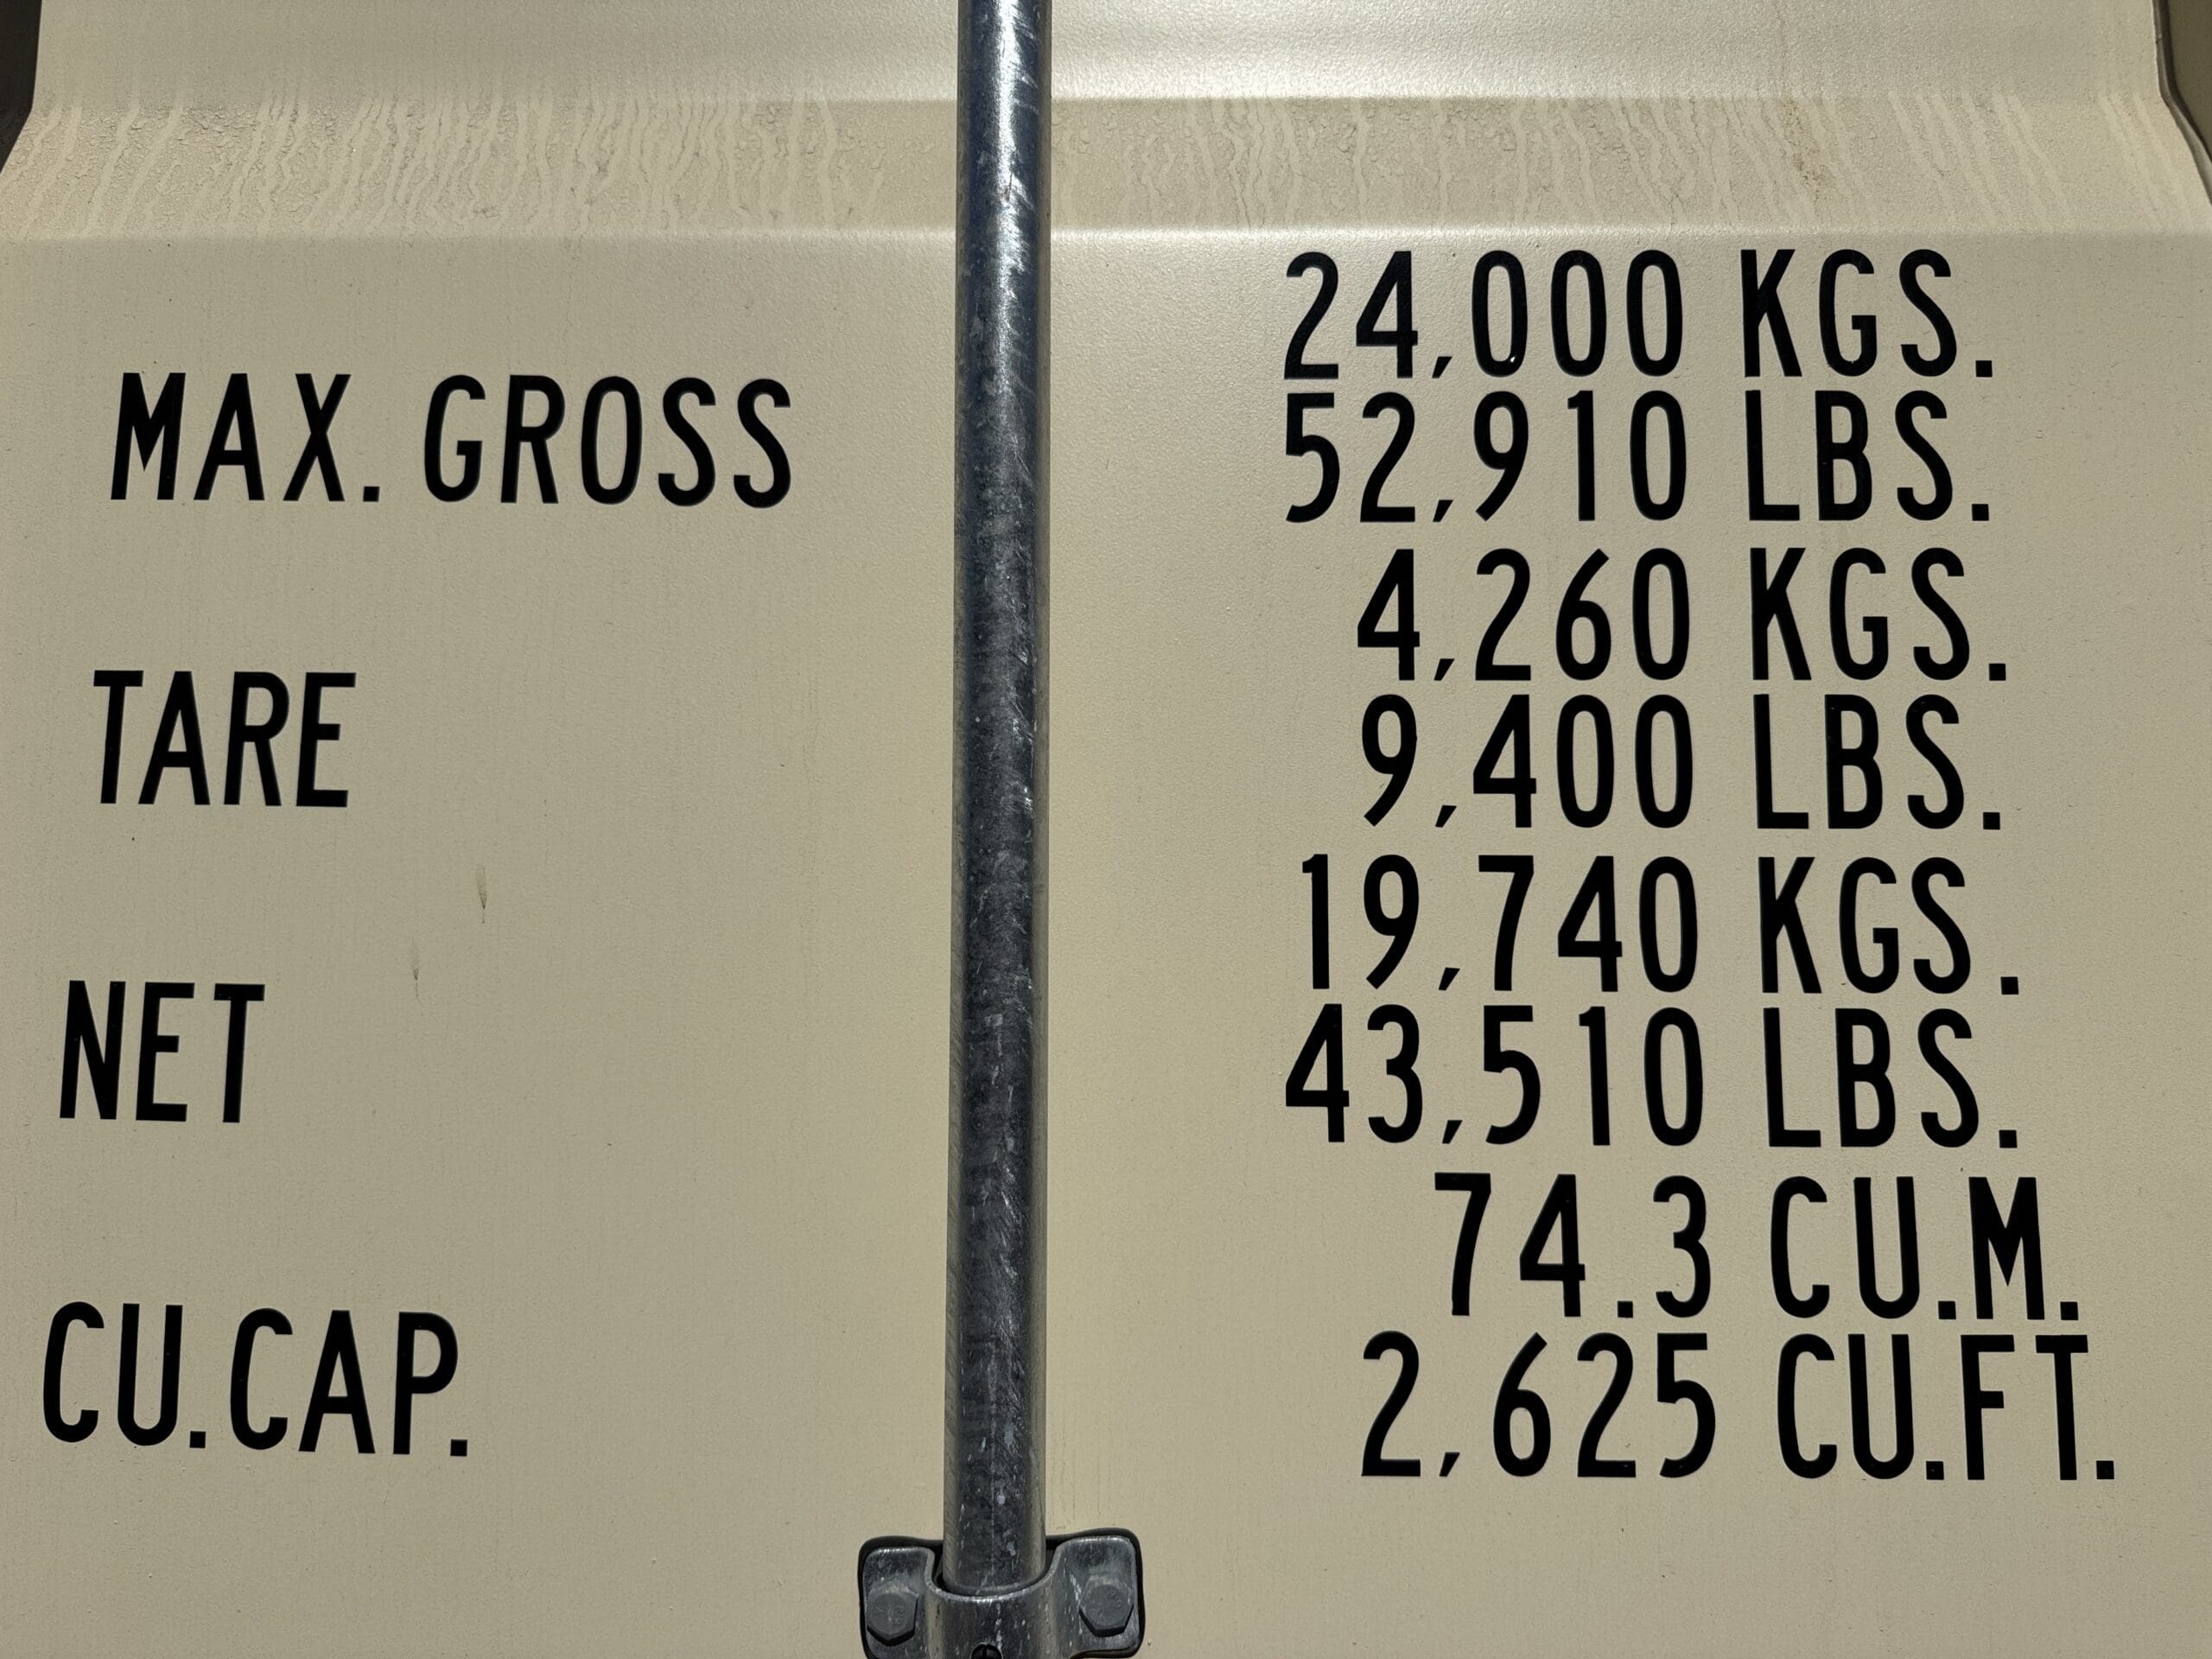 24,000 KGS.
MAX. GROSS
52,910 LBS.
4,260 KGS.
TARE
9,400 LBS.
19,740 KGS.
NET
43,510 LBS.
74.3 CU.M.
CU.CAP.
2,625 CU.FT.